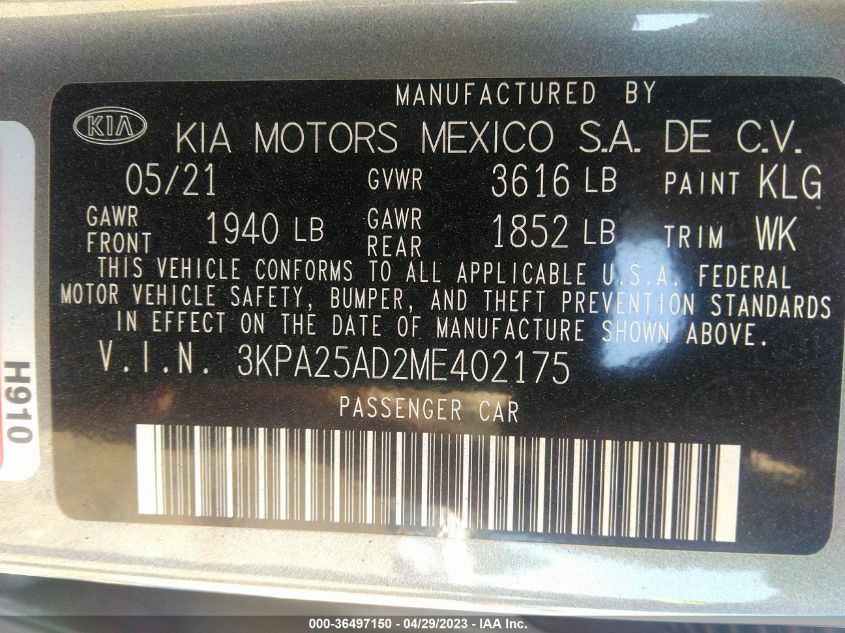 MANUFACTURED BY
KIA KIA MOTORS MEXICO S.A. DE C.V.
05/21 GVWR 3616 LB PAINT KLG
GAWR FRONT 1940 LB GAWR REAR 1852 LB TRIM WK
THIS VEHICLE CONFORMS TO ALL APPLICABLE U.S.A. FEDERAL
MOTOR VEHICLE SAFETY, BUMPER, AND THEFT PREVENTION STANDARDS
IN EFFECT ON THE DATE OF MANUFACTURE SHOWN ABOVE.
V.I.N. 3KPA25AD2ME402175
PASSENGER CAR
H910
000-36497150 - 04/29/2023 - IAAI.COM